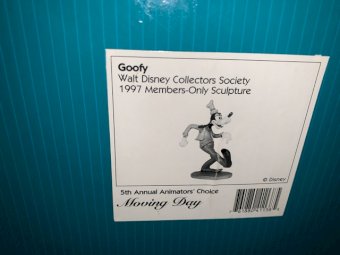 Goofy
Walt Disney Collectors Society
1997 Members-Only Sculpture
© Disney
5th Annual Animators' Choice
Moving Day